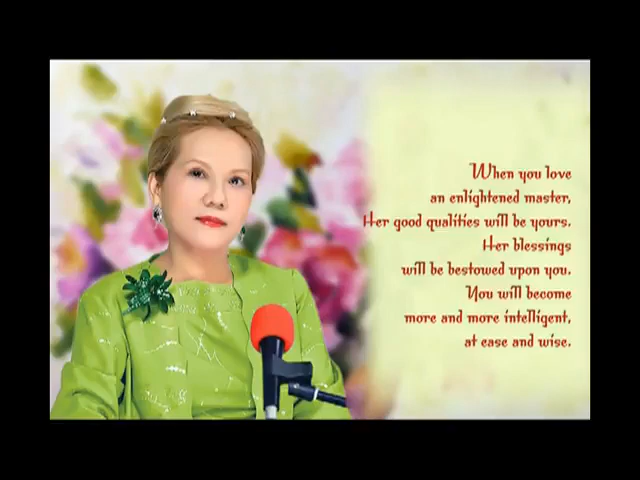 When you love
an enlightened master,
Her good qualities will be yours.
Her blessings
will be bestowed upon you.
You will become
more and more intelligent,
at ease and wise.